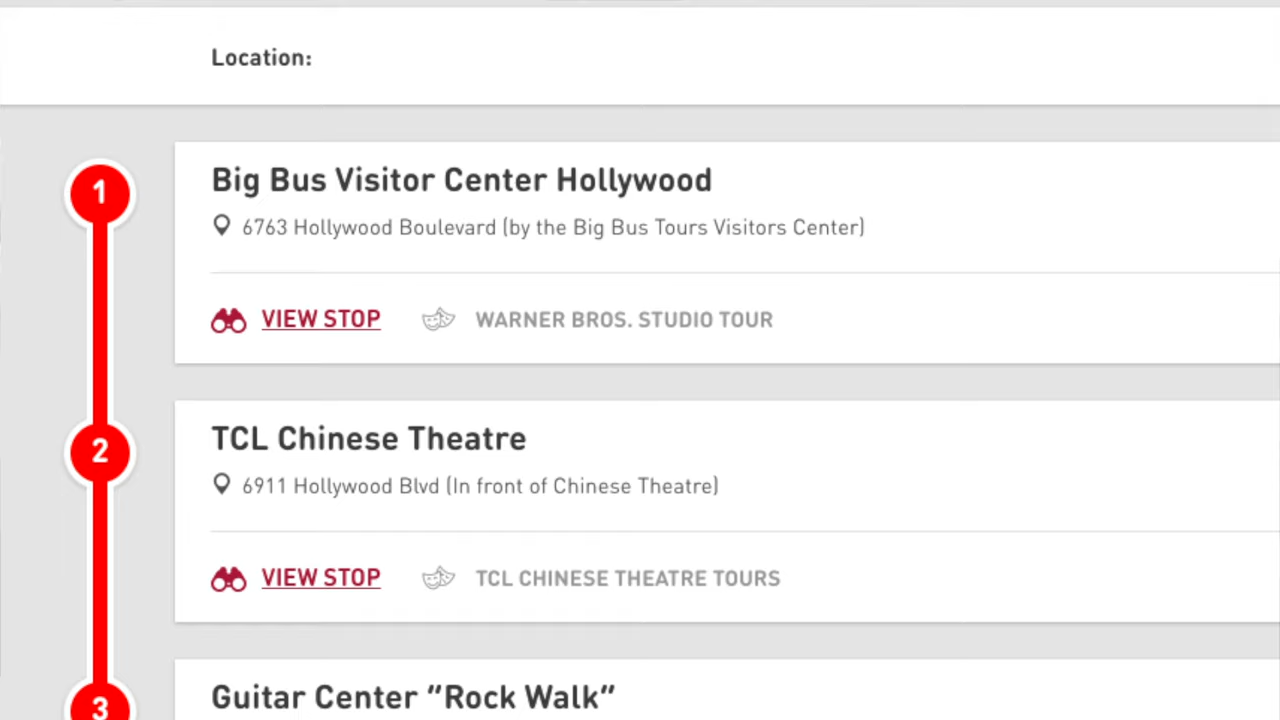 Location:
1
Big Bus Visitor Center Hollywood
6763 Hollywood Boulevard (by the Big Bus Tours Visitors Center)
VIEW STOP WARNER BROS. STUDIO TOUR
2
TCL Chinese Theatre
6911 Hollywood Blvd (In front of Chinese Theatre)
VIEW STOP TCL CHINESE THEATRE TOURS
3
Guitar Center “Rock Walk”